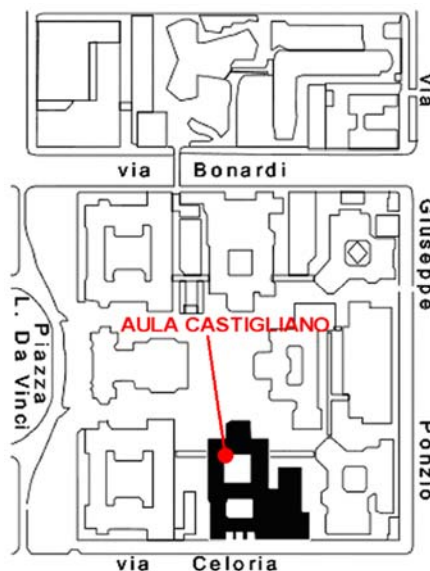 Via
via Bonardi
Giuseppe
AULA CASTIGLIANO
Piazza
L. Da Vinci
Ponzio
via Celoria